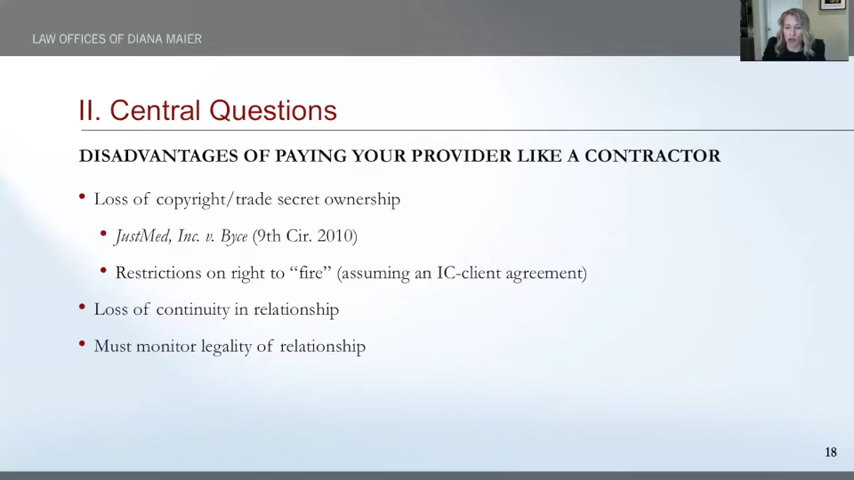 LAW OFFICES OF DIANA MAIER
II. Central Questions
DISADVANTAGES OF PAYING YOUR PROVIDER LIKE A CONTRACTOR
• Loss of copyright/trade secret ownership
• JustMed, Inc. v. Byce (9th Cir. 2010)
• Restrictions on right to “fire” (assuming an IC-client agreement)
• Loss of continuity in relationship
• Must monitor legality of relationship
18